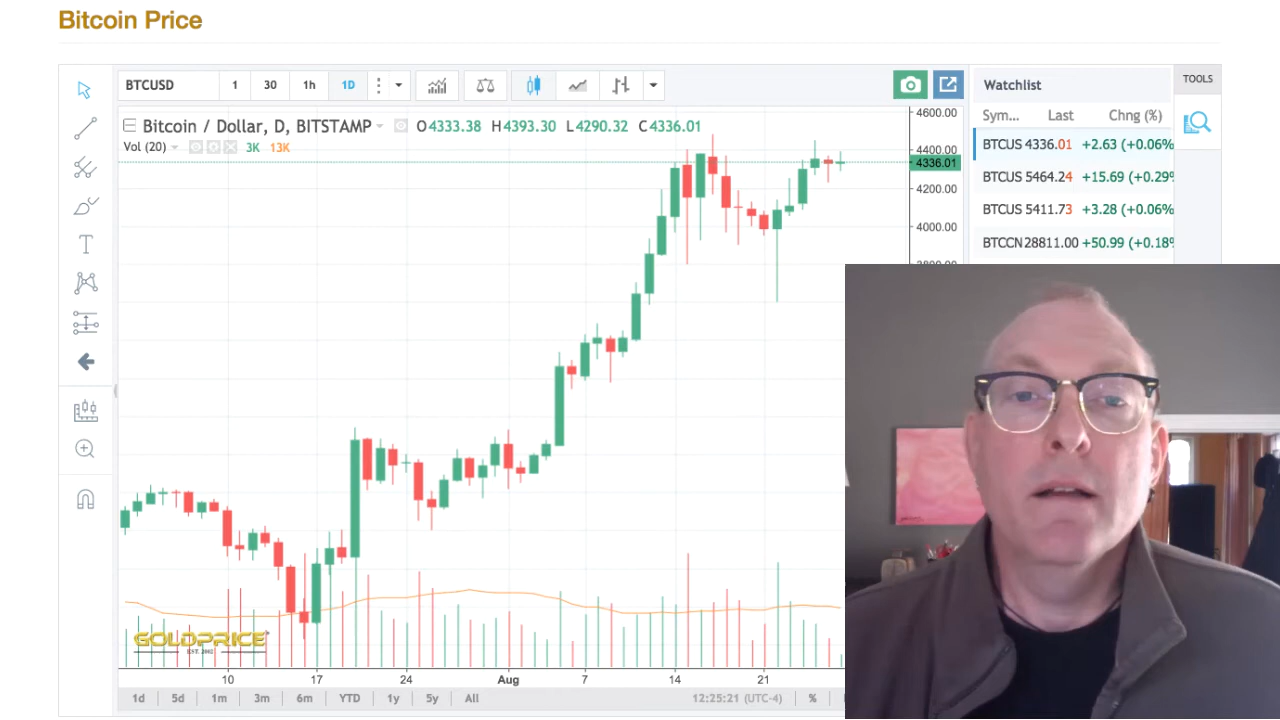 Bitcoin Price
BTCUSD 1 30 1h 1D
Watchlist
TOOLS
Bitcoin / Dollar, D, BITSTAMP O4333.38 H4393.30 L4290.32 C4336.01
Vol (20) 3K 13K
Sym... Last Chng (%)
BTCUS 4336.01 +2.63 (+0.06%
BTCUS 5464.24 +15.69 (+0.29%
BTCUS 5411.73 +3.28 (+0.06%
BTCCN 28811.00 +50.99 (+0.18%
4600.00
4400.00
4336.01
4200.00
4000.00
3800.00
GOLDPRICE
EST. 2002
10 17 24 Aug 7 14 21
1d 5d 1m 3m 6m YTD 1y 5y All 12:25:21 (UTC-4) %